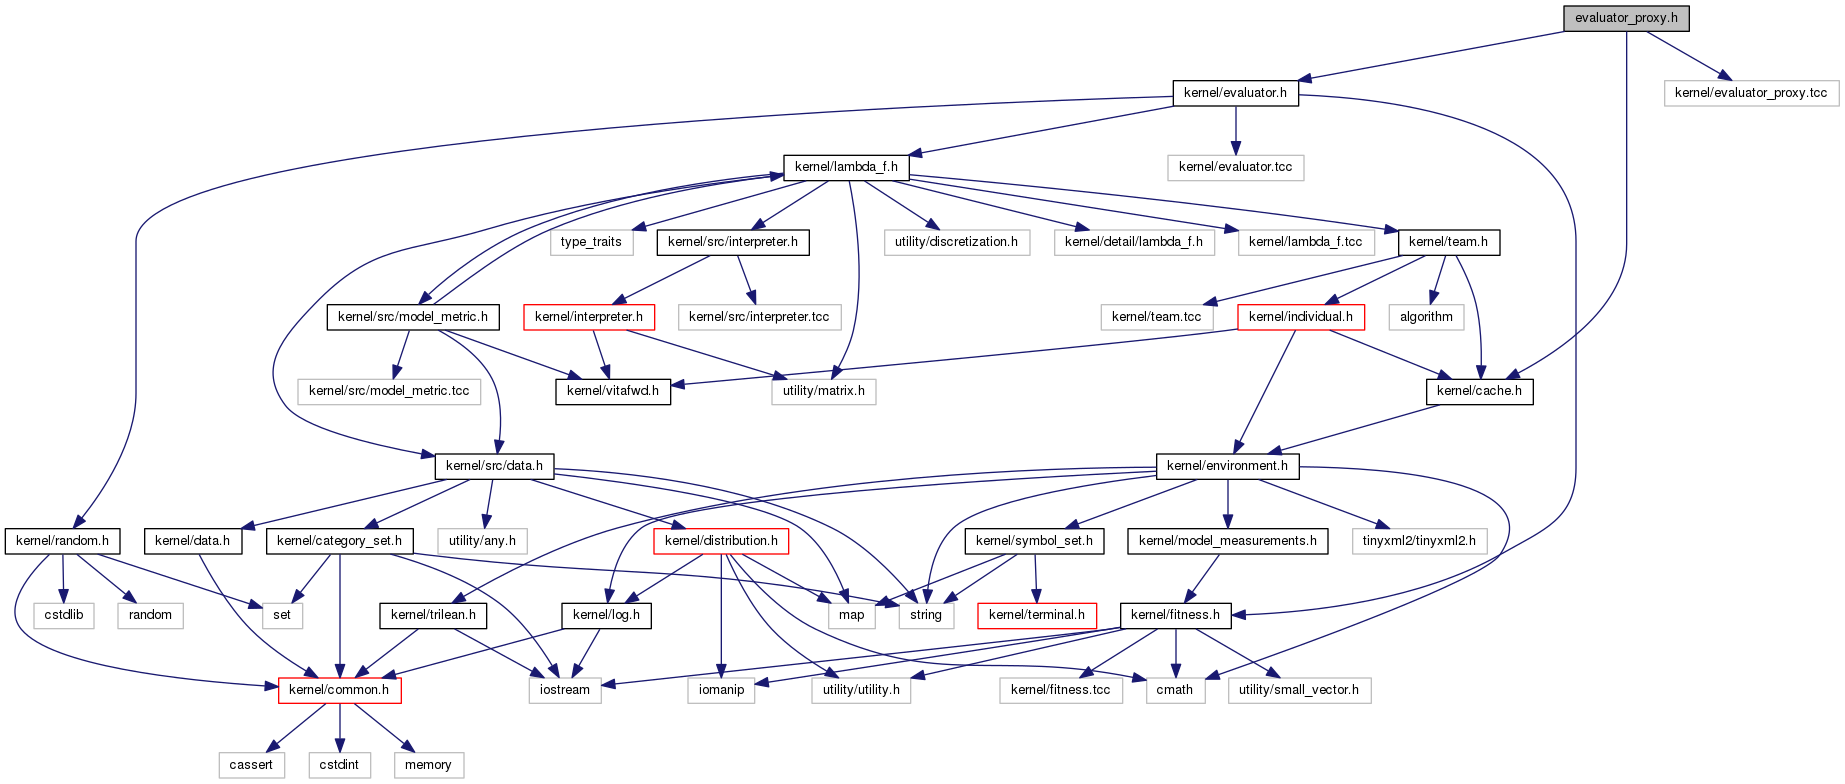 evaluator_proxy.h
kernel/evaluator.h
kernel/evaluator_proxy.tcc
kernel/lambda_f.h
kernel/evaluator.tcc
type_traits
kernel/src/interpreter.h
utility/discretization.h
kernel/detail/lambda_f.h
kernel/lambda_f.tcc
kernel/team.h
kernel/src/model_metric.h
kernel/interpreter.h
kernel/src/interpreter.tcc
kernel/team.tcc
kernel/individual.h
algorithm
kernel/src/model_metric.tcc
kernel/vitafwd.h
utility/matrix.h
kernel/cache.h
kernel/src/data.h
kernel/environment.h
kernel/random.h
kernel/data.h
kernel/category_set.h
utility/any.h
kernel/distribution.h
kernel/symbol_set.h
kernel/model_measurements.h
tinyxml2/tinyxml2.h
cstdlib
random
set
kernel/trilean.h
kernel/log.h
map
string
kernel/terminal.h
kernel/fitness.h
kernel/common.h
iostream
iomanip
utility/utility.h
kernel/fitness.tcc
cmath
utility/small_vector.h
cassert
cstdint
memory